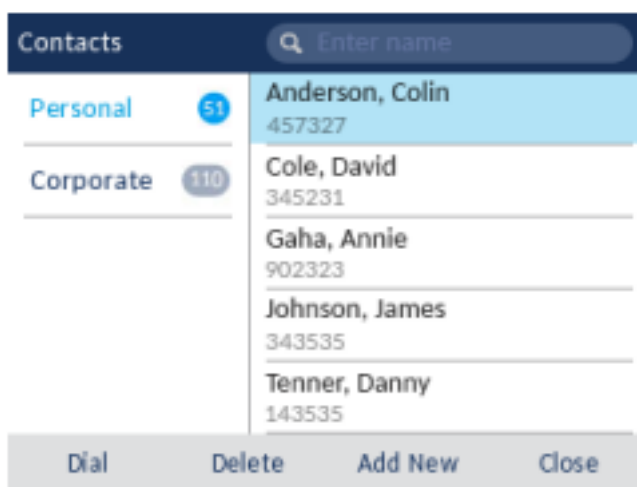 Contacts
Enter name
Personal 51
Corporate 110
Anderson, Colin
457327
Cole, David
345231
Gaha, Annie
902323
Johnson, James
343535
Tenner, Danny
143535
Dial Delete Add New Close